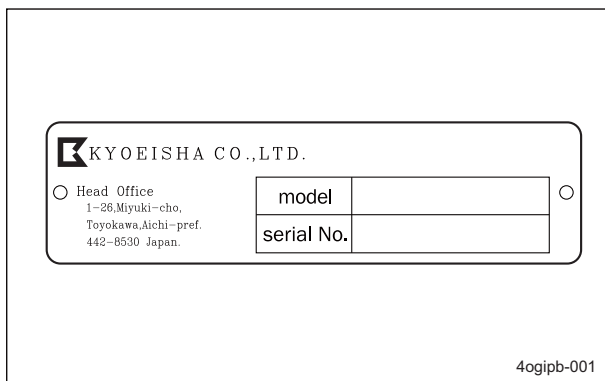 KYOEISHA CO.,LTD.
Head Office
1-26,Miyuki-cho,
Toyokawa,Aichi-pref.
442-8530 Japan.
model
serial No.
4ogipb-001